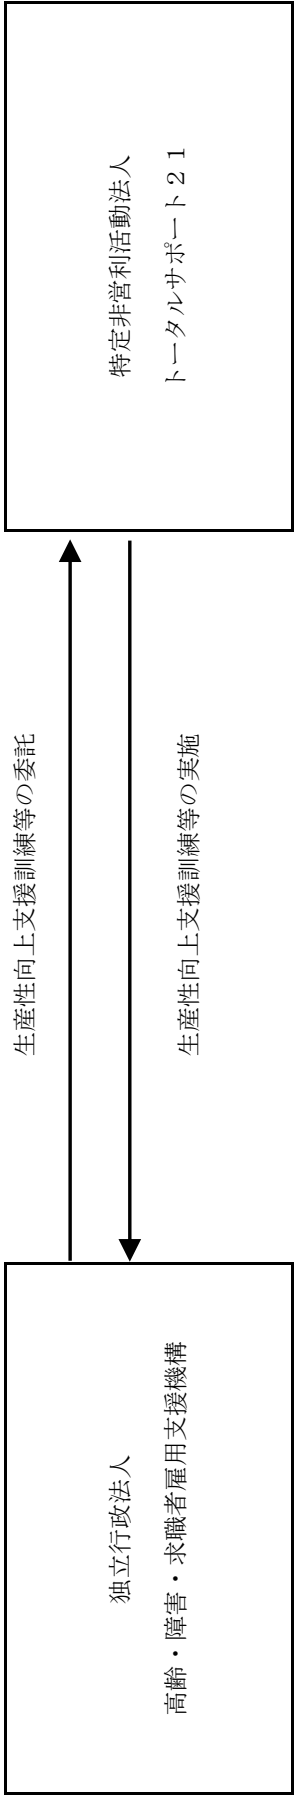 独立行政法人
高齢・障害・求職者雇用支援機構
生産性向上支援訓練等の委託
生産性向上支援訓練等の実施
特定非営利活動法人
トータルサポート２１